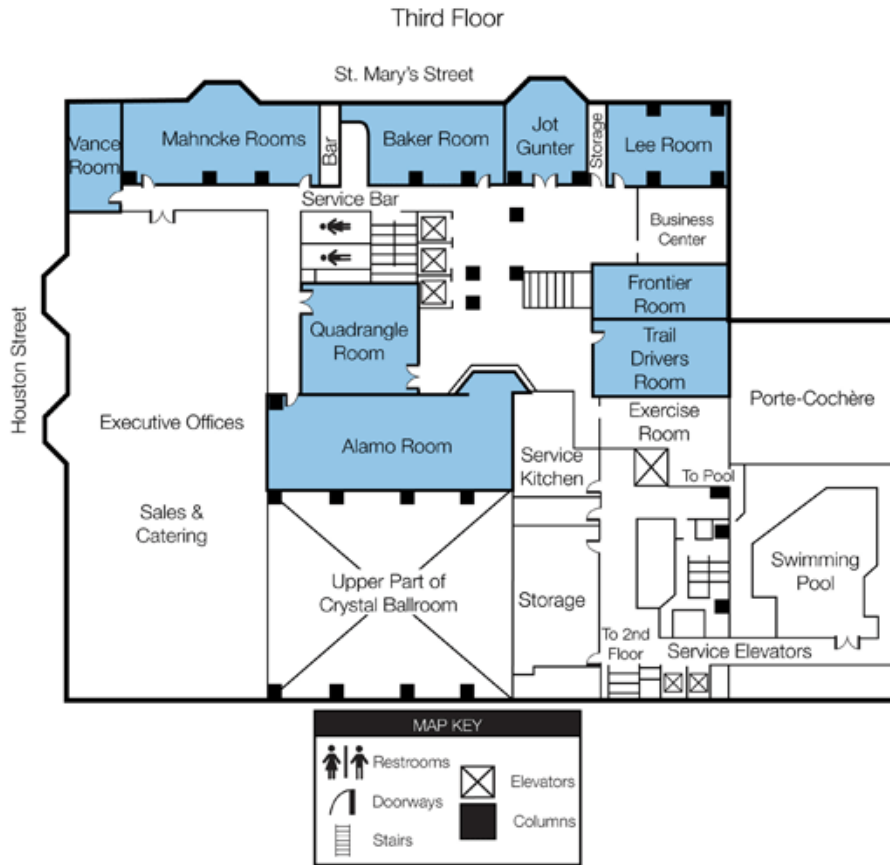 Third Floor
St. Mary's Street
Vance
Room
Mahncke Rooms
Bar
Baker Room
Jot
Gunter
Storage
Lee Room
Service Bar
Business
Center
Frontier
Room
Quadrangle
Room
Trail
Drivers
Room
Houston Street
Executive Offices
Alamo Room
Exercise
Room
Porte-Cochère
Service
Kitchen
To Pool
Sales &
Catering
Upper Part of
Crystal Ballroom
Storage
Swimming
Pool
To 2nd
Floor
Service Elevators
MAP KEY
Restrooms
Elevators
Doorways
Columns
Stairs